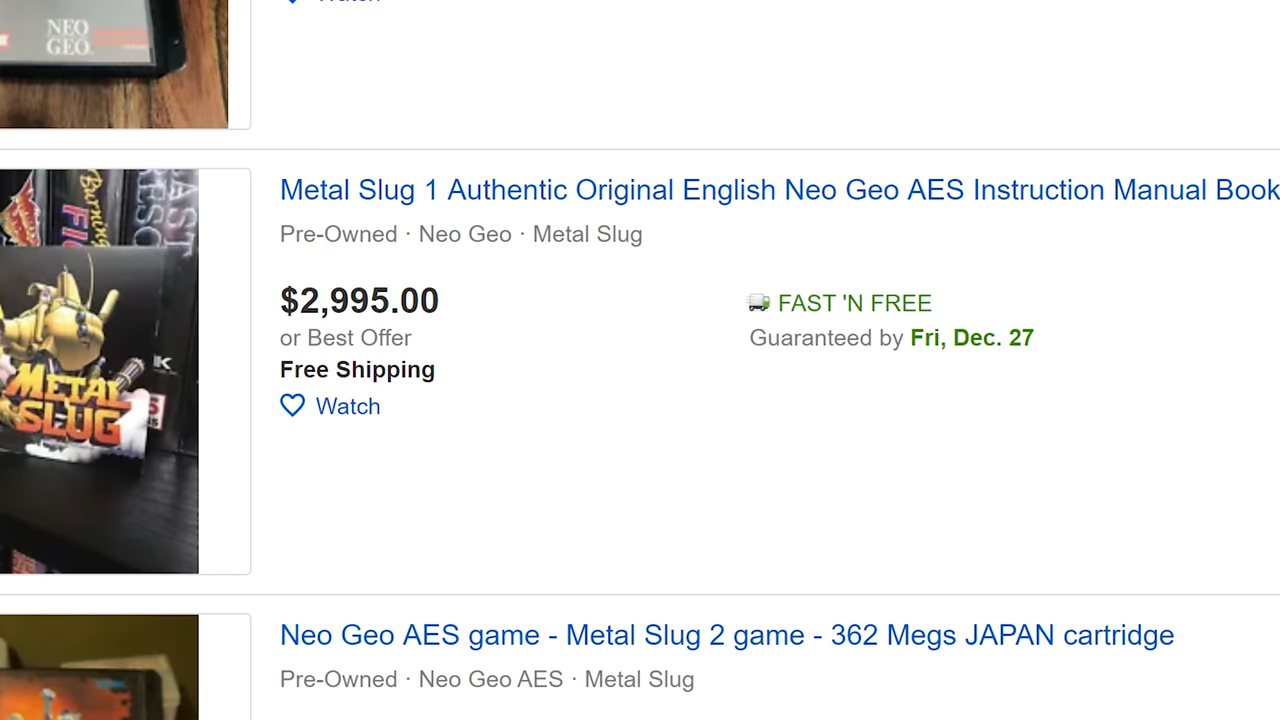 NEO
GEO
Metal Slug 1 Authentic Original English Neo Geo AES Instruction Manual Book
Pre-Owned · Neo Geo · Metal Slug
$2,995.00
or Best Offer
Free Shipping
Watch
FAST 'N FREE
Guaranteed by Fri, Dec. 27
Burning
METAL
SLUG
Neo Geo AES game - Metal Slug 2 game - 362 Megs JAPAN cartridge
Pre-Owned · Neo Geo AES · Metal Slug